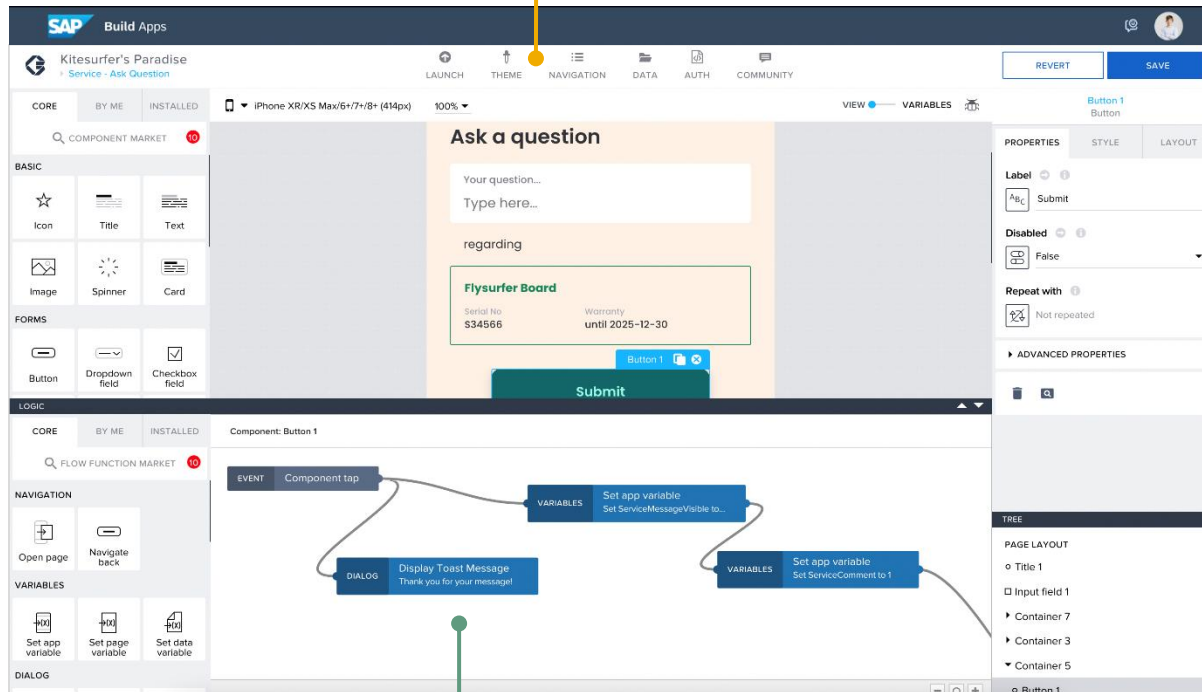 SAP Build Apps
Kitesurfer's Paradise
Service - Ask Question
LAUNCH THEME NAVIGATION DATA AUTH COMMUNITY
REVERT SAVE
CORE BY ME INSTALLED
iPhone XR/XS Max/6+/7+/8+ (414px) 100%
VIEW VARIABLES
Button 1
Button
COMPONENT MARKET 10
PROPERTIES STYLE LAYOUT
BASIC
Icon Title Text
Image Spinner Card
FORMS
Button Dropdown field Checkbox field
Ask a question
Your question...
Type here...
regarding
Flysurfer Board
Serial No Warranty
S34566 until 2025-12-30
Button 1
Submit
Label
ABC Submit
Disabled
False
Repeat with
Not repeated
ADVANCED PROPERTIES
LOGIC
CORE BY ME INSTALLED
Component: Button 1
FLOW FUNCTION MARKET 10
NAVIGATION
Open page Navigate back
VARIABLES
Set app variable Set page variable Set data variable
DIALOG
EVENT Component tap
VARIABLES Set app variable
Set ServiceMessageVisible to...
DIALOG Display Toast Message
Thank you for your message!
VARIABLES Set app variable
Set ServiceComment to 1
TREE
PAGE LAYOUT
Title 1
Input field 1
Container 7
Container 3
Container 5
Button 1